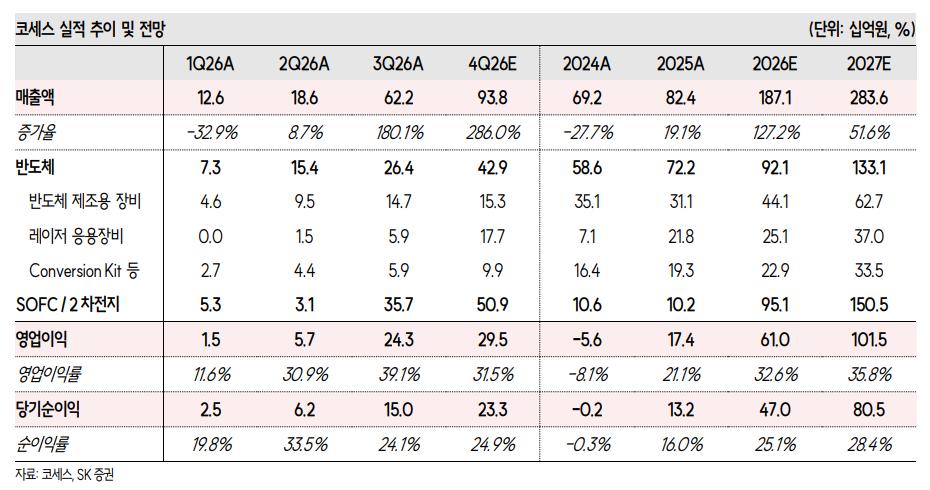 코세스 실적 추이 및 전망 (단위: 십억원, %)
1Q26A 2Q26A 3Q26A 4Q26E 2024A 2025A 2026E 2027E
매출액 12.6 18.6 62.2 93.8 69.2 82.4 187.1 283.6
증가율 -32.9% 8.7% 180.1% 286.0% -27.7% 19.1% 127.2% 51.6%
반도체 7.3 15.4 26.4 42.9 58.6 72.2 92.1 133.1
반도체 제조용 장비 4.6 9.5 14.7 15.3 35.1 31.1 44.1 62.7
레이저 응용장비 0.0 1.5 5.9 17.7 7.1 21.8 25.1 37.0
Conversion Kit 등 2.7 4.4 5.9 9.9 16.4 19.3 22.9 33.5
SOFC / 2차전지 5.3 3.1 35.7 50.9 10.6 10.2 95.1 150.5
영업이익 1.5 5.7 24.3 29.5 -5.6 17.4 61.0 101.5
영업이익률 11.6% 30.9% 39.1% 31.5% -8.1% 21.1% 32.6% 35.8%
당기순이익 2.5 6.2 15.0 23.3 -0.2 13.2 47.0 80.5
순이익률 19.8% 33.5% 24.1% 24.9% -0.3% 16.0% 25.1% 28.4%
자료: 코세스, SK 증권